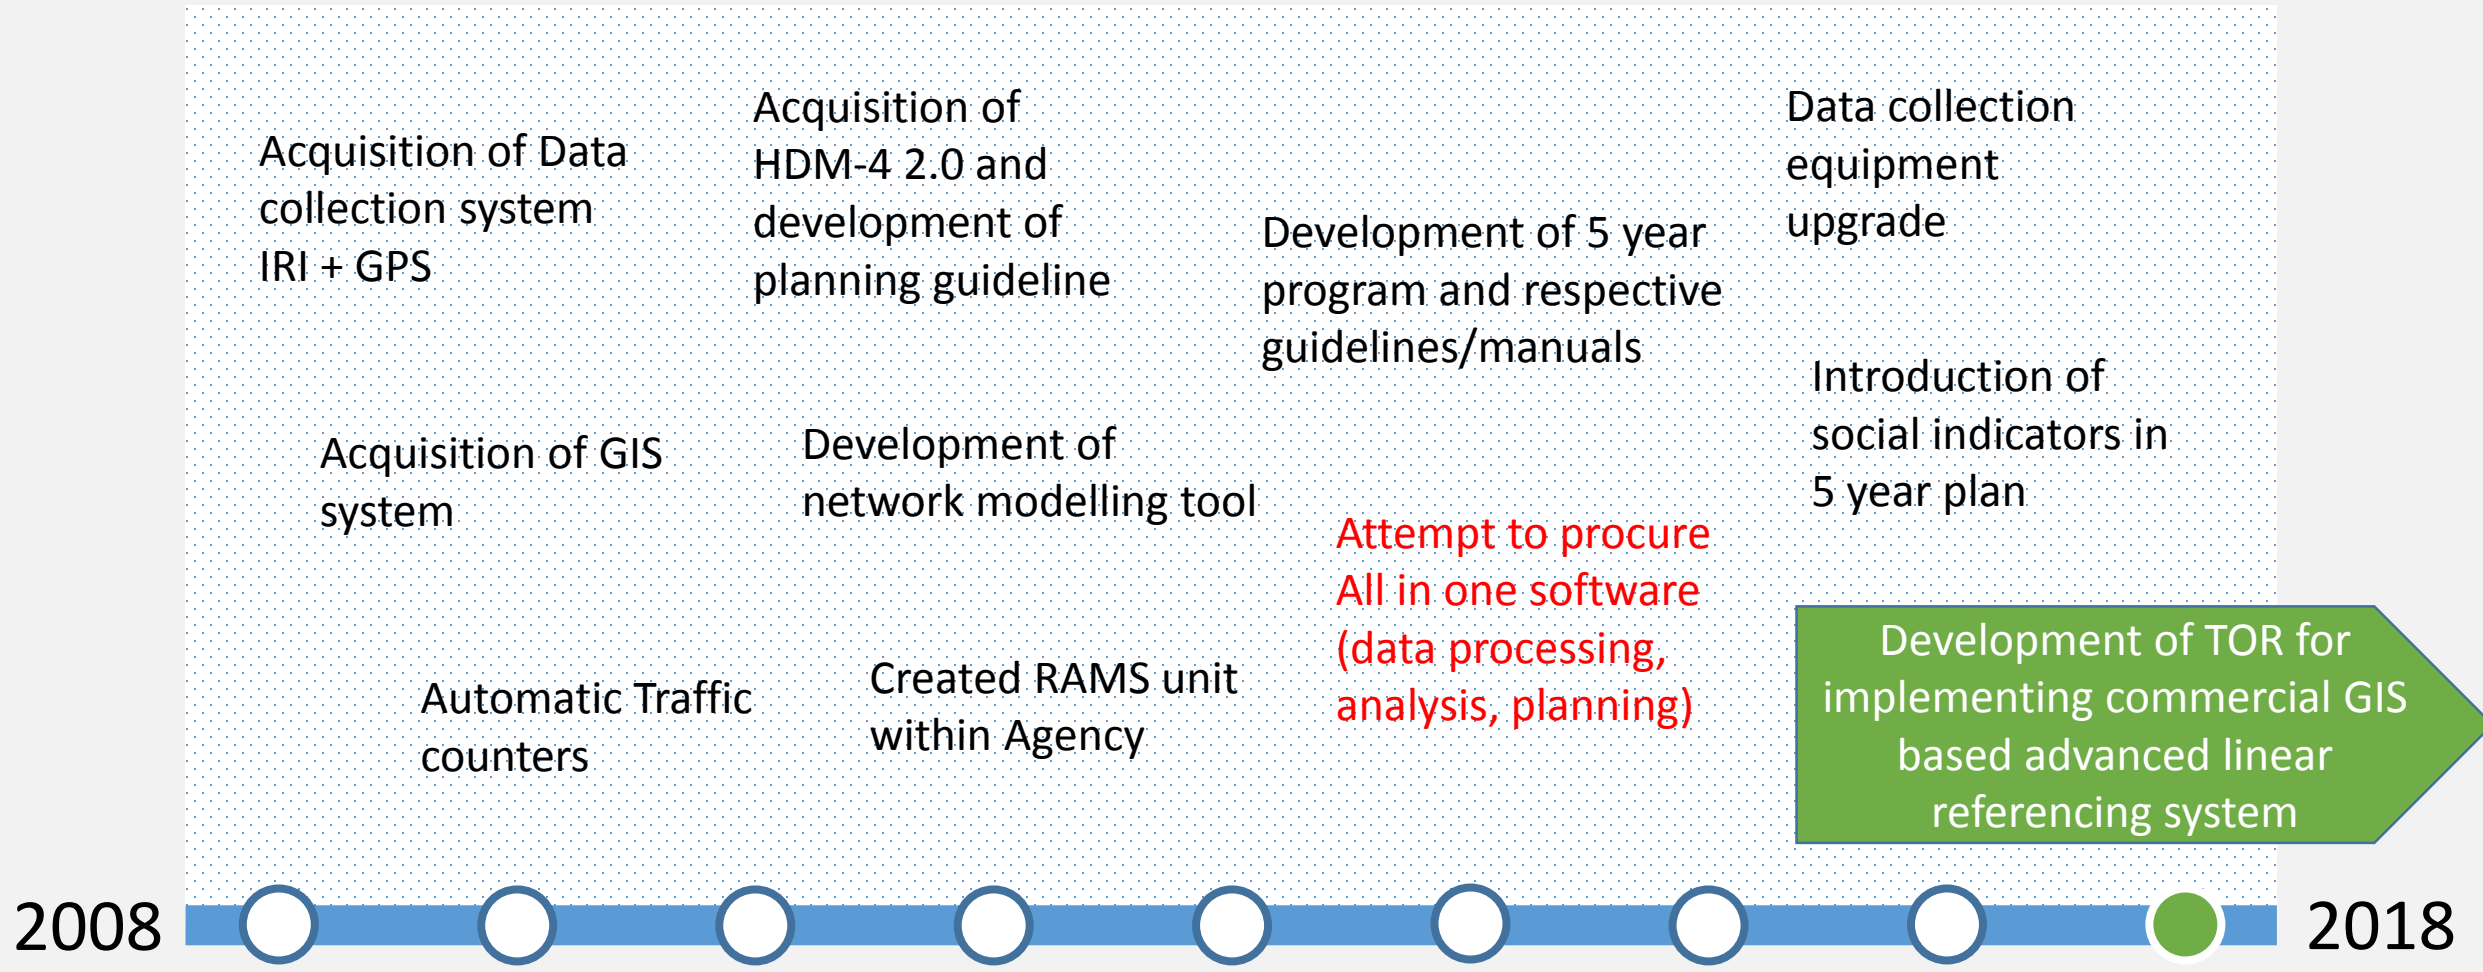 Acquisition of Data
collection system
IRI + GPS
Acquisition of GIS
system
Automatic Traffic
counters
Acquisition of
HDM-4 2.0 and
development of
planning guideline
Development of
network modelling tool
Created RAMS unit
within Agency
Development of 5 year
program and respective
guidelines/manuals
Attempt to procure
All in one software
(data processing,
analysis, planning)
Data collection
equipment
upgrade
Introduction of
social indicators in
5 year plan
Development of TOR for
implementing commercial GIS
based advanced linear
referencing system
2008
2018